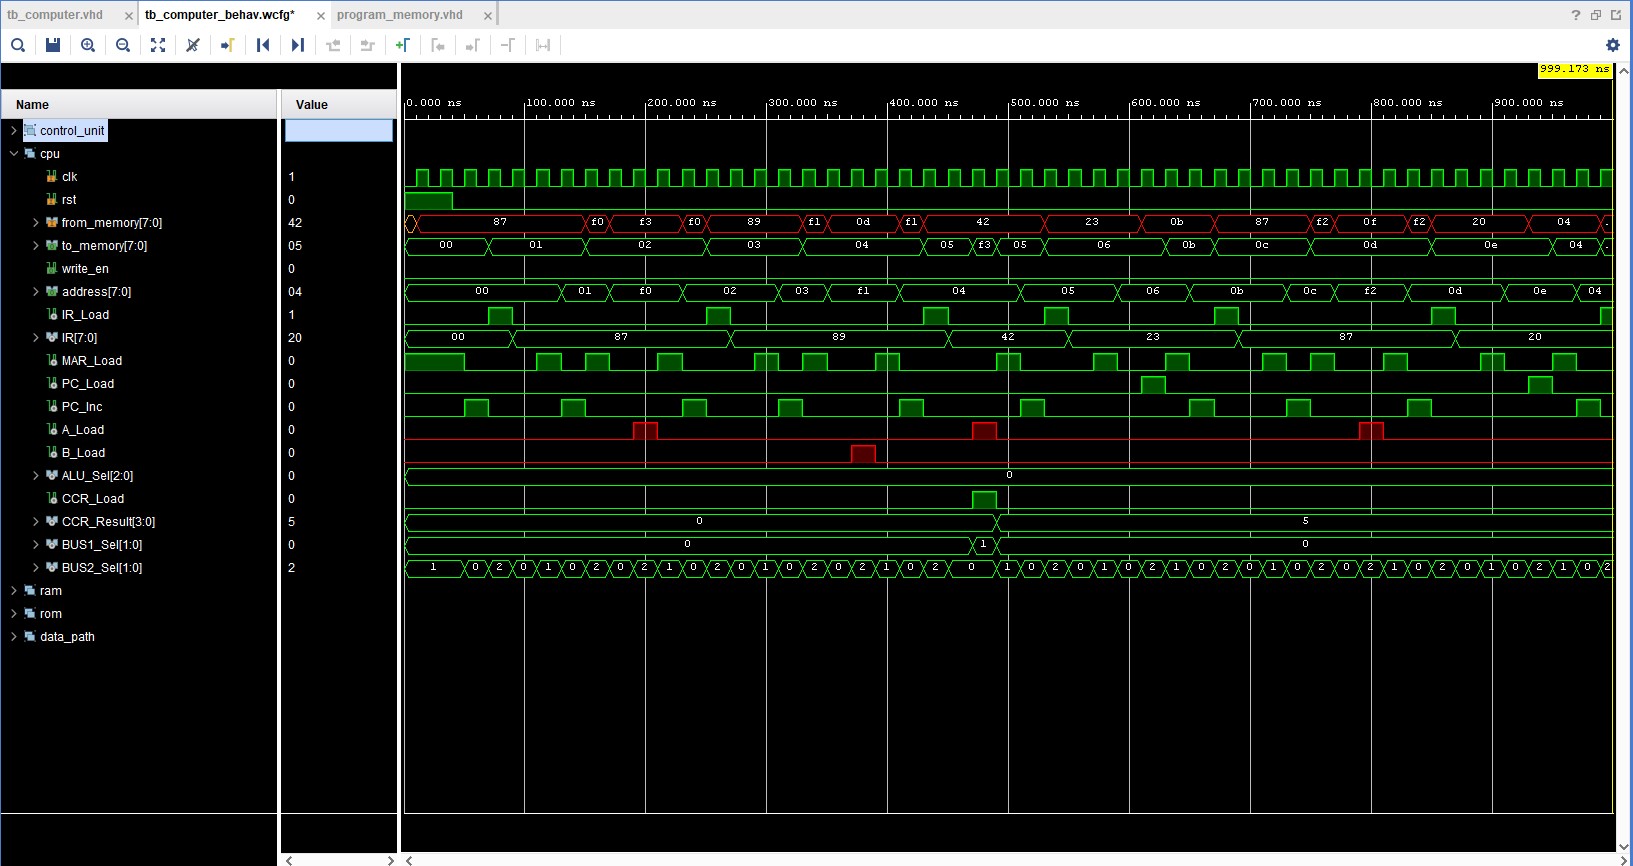 tb_computer.vhd × tb_computer_behav.wcfg* × program_memory.vhd ×
?
999.173 ns
Name Value
0.000 ns 100.000 ns 200.000 ns 300.000 ns 400.000 ns 500.000 ns 600.000 ns 700.000 ns 800.000 ns 900.000 ns
control_unit
cpu
clk 1
rst 0
from_memory[7:0] 42 87 f0 f3 f0 89 f1 0d f1 42 23 0b 87 f2 0f f2 20 04 .
to_memory[7:0] 05 00 01 02 03 04 05 f3 05 06 0b 0c 0d 0e 04 .
write_en 0
address[7:0] 04 00 01 f0 02 03 f1 04 05 06 0b 0c f2 0d 0e 04
IR_Load 1
IR[7:0] 20 00 87 89 42 23 87 20
MAR_Load 0
PC_Load 0
PC_Inc 0
A_Load 0
B_Load 0
ALU_Sel[2:0] 0 0
CCR_Load 0
CCR_Result[3:0] 5 0 5
BUS1_Sel[1:0] 0 0 1 0
BUS2_Sel[1:0] 2 1 0 2 0 1 0 2 0 2 1 0 2 0 1 0 2 0 2 1 0 2 0 1 0 2 0 1 0 2 1 0 2 0 1 0 2 0 2 1 0 2 0 1 0 2 1 0 2
ram
rom
data_path